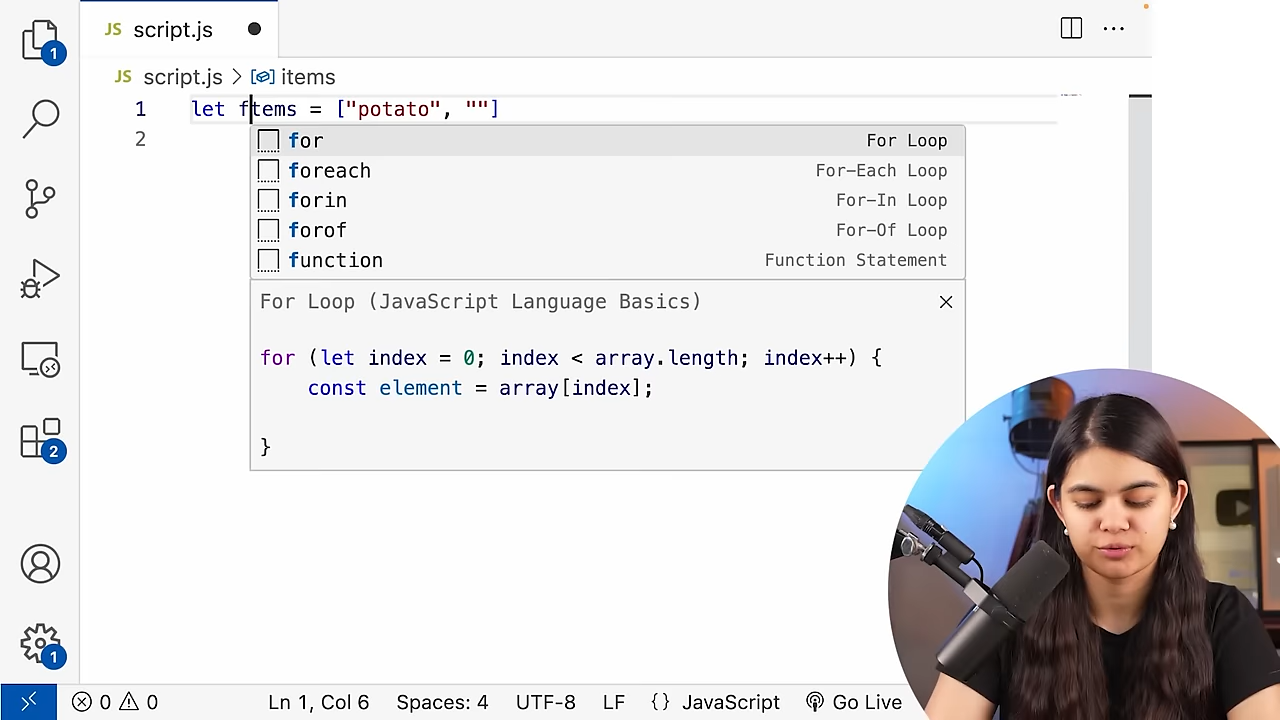 1
JS script.js
JS script.js > items
1 let ftems = ["potato", ""]
2
for For Loop
foreach For-Each Loop
forin For-In Loop
forof For-Of Loop
function Function Statement
For Loop (JavaScript Language Basics)
for (let index = 0; index < array.length; index++) {
const element = array[index];
}
2
1
0 0 Ln 1, Col 6 Spaces: 4 UTF-8 LF {} JavaScript Go Live